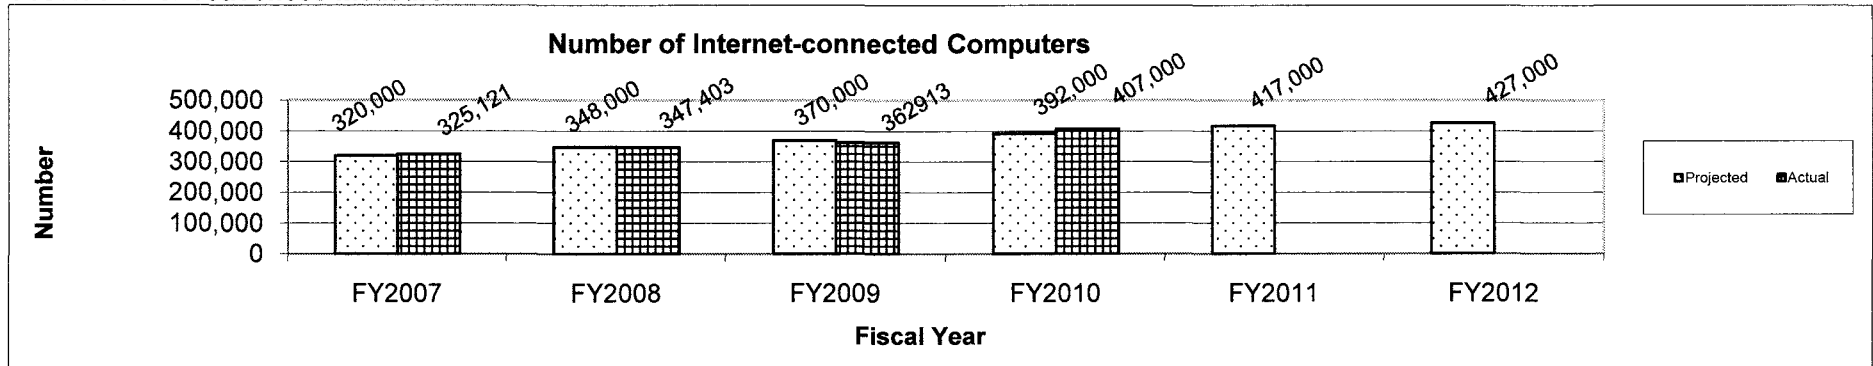 Number of Internet-connected Computers
320,000 325,121 348,000 347,403 370,000 362913 392,000 407,000 417,000 427,000
500,000
400,000
300,000
200,000
100,000
0
Number
FY2007 FY2008 FY2009 FY2010 FY2011 FY2012
Fiscal Year
Projected Actual